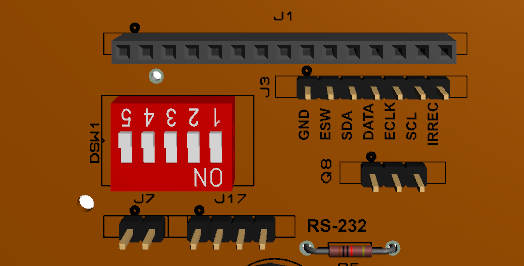 J1
J3
GND ESW SDA DATA ECLK SCL IRREC
DSW1
5 4 3 2 1
ON
Q8
J7
J17
RS-232